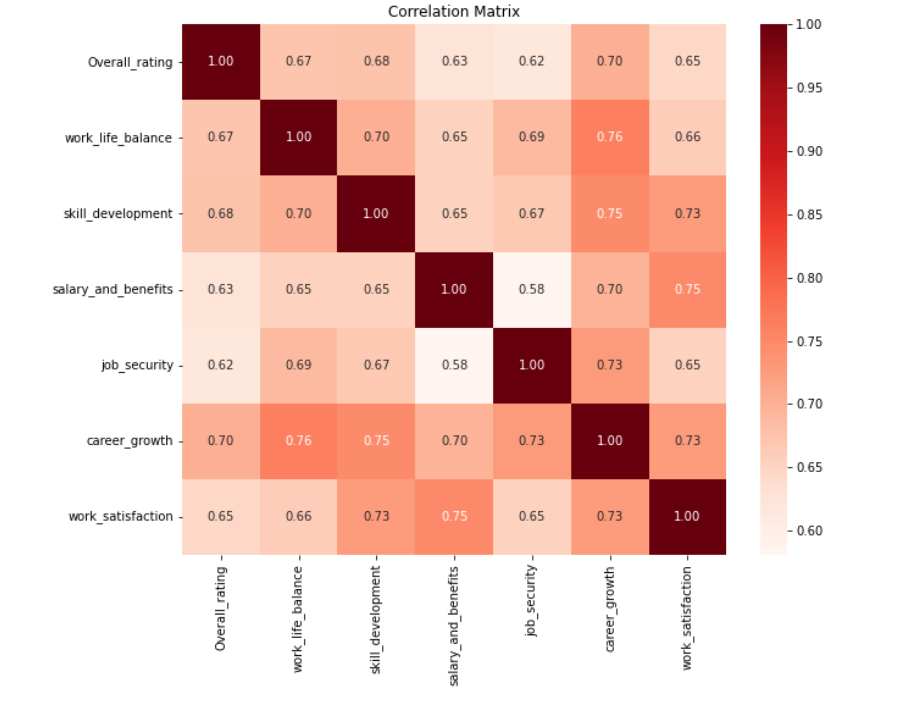 Correlation Matrix
Overall_rating 1.00 0.67 0.68 0.63 0.62 0.70 0.65
work_life_balance 0.67 1.00 0.70 0.65 0.69 0.76 0.66
skill_development 0.68 0.70 1.00 0.65 0.67 0.75 0.73
salary_and_benefits 0.63 0.65 0.65 1.00 0.58 0.70 0.75
job_security 0.62 0.69 0.67 0.58 1.00 0.73 0.65
career_growth 0.70 0.76 0.75 0.70 0.73 1.00 0.73
work_satisfaction 0.65 0.66 0.73 0.75 0.65 0.73 1.00
Overall_rating
work_life_balance
skill_development
salary_and_benefits
job_security
career_growth
work_satisfaction
1.00
0.95
0.90
0.85
0.80
0.75
0.70
0.65
0.60